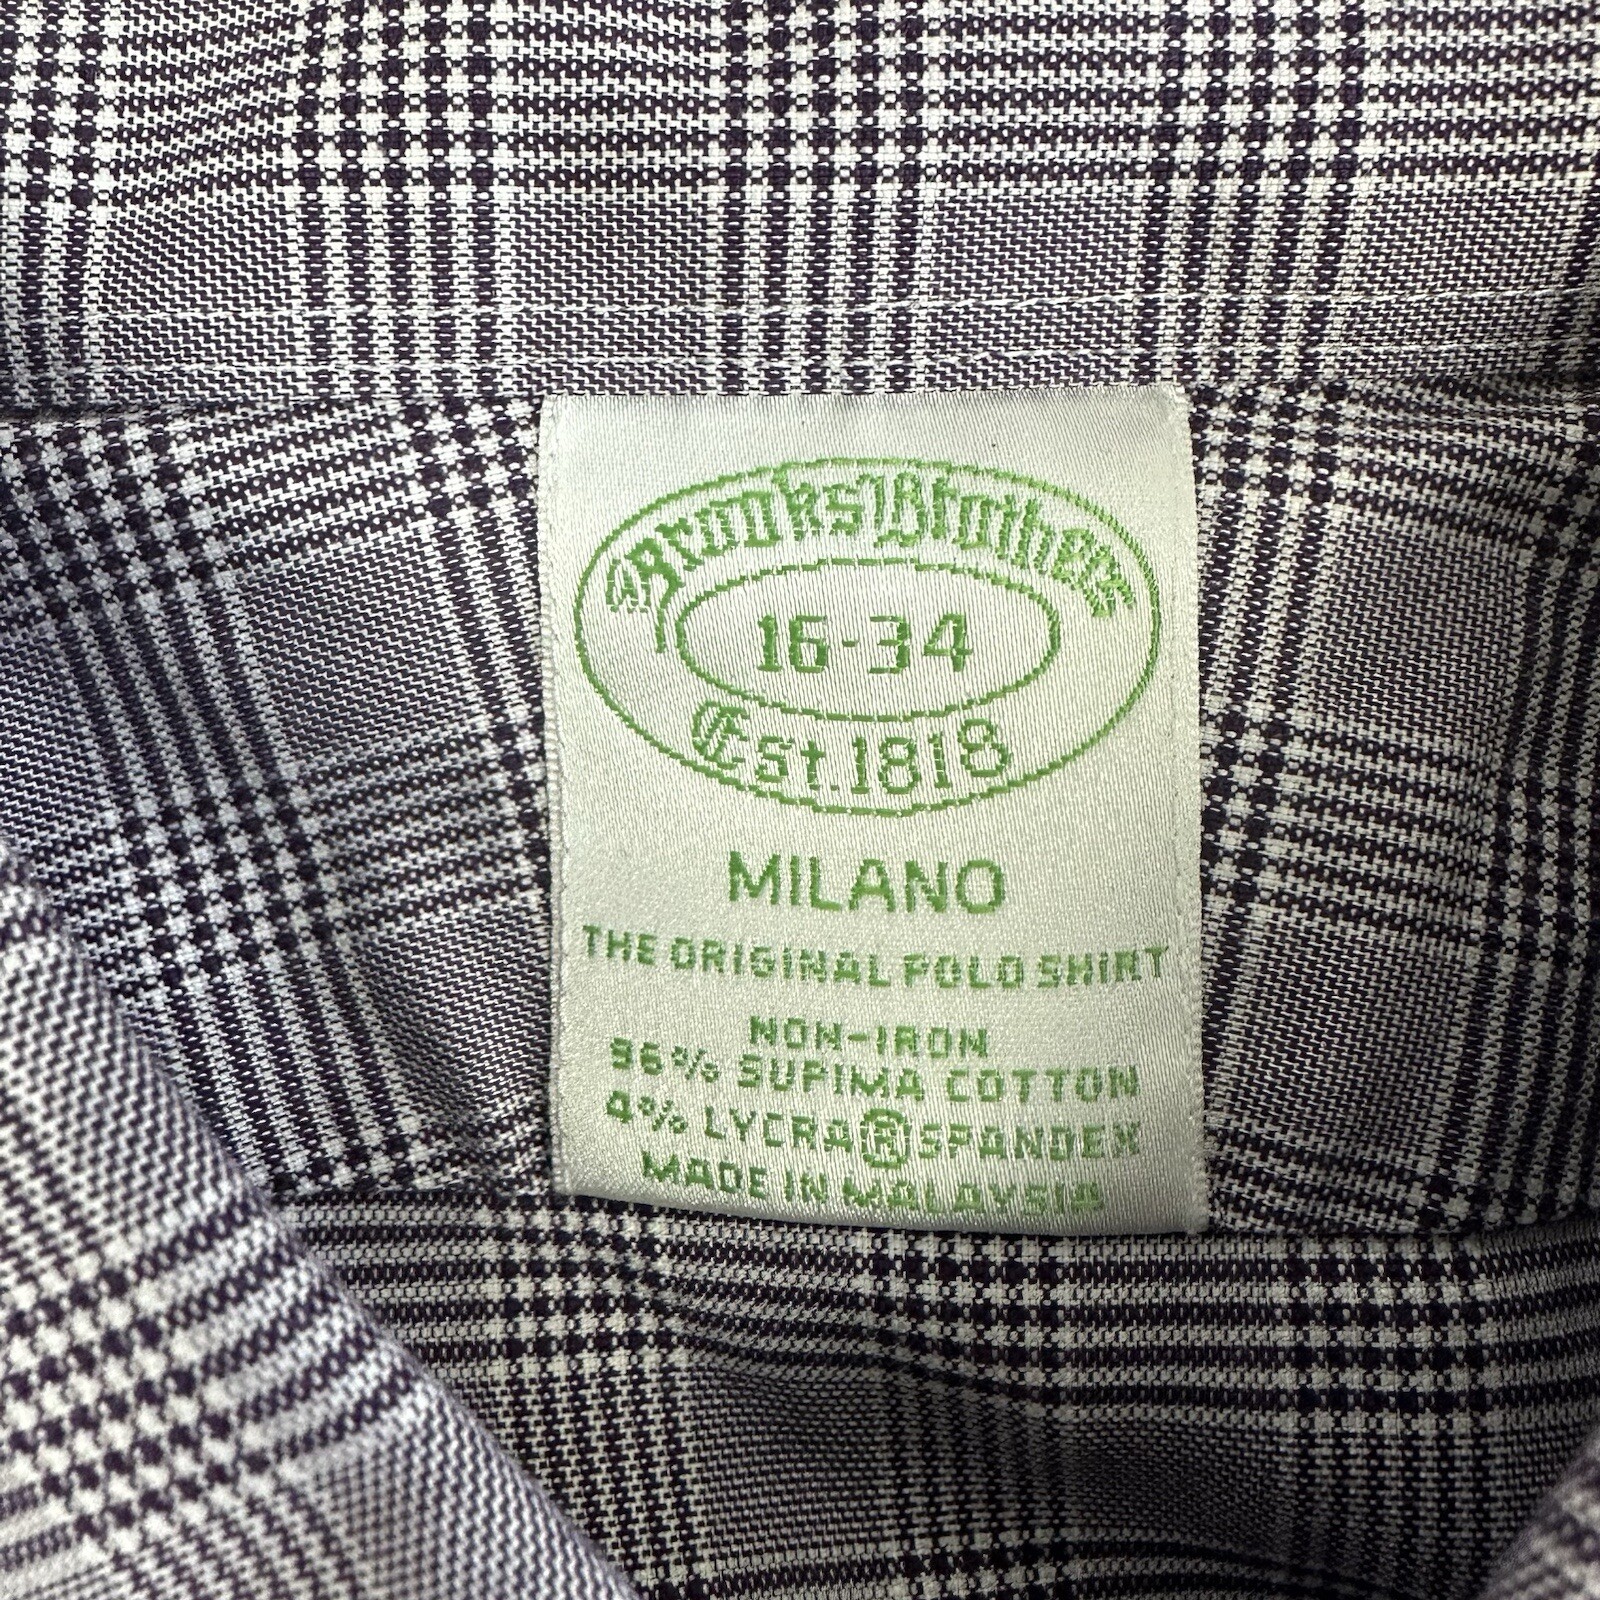 Brooks Brothers
16-34
Est. 1818
MILANO
THE ORIGINAL POLO SHIRT
NON-IRON
96% SUPIMA COTTON
4% LYCRA® SPANDEX
MADE IN MALAYSIA